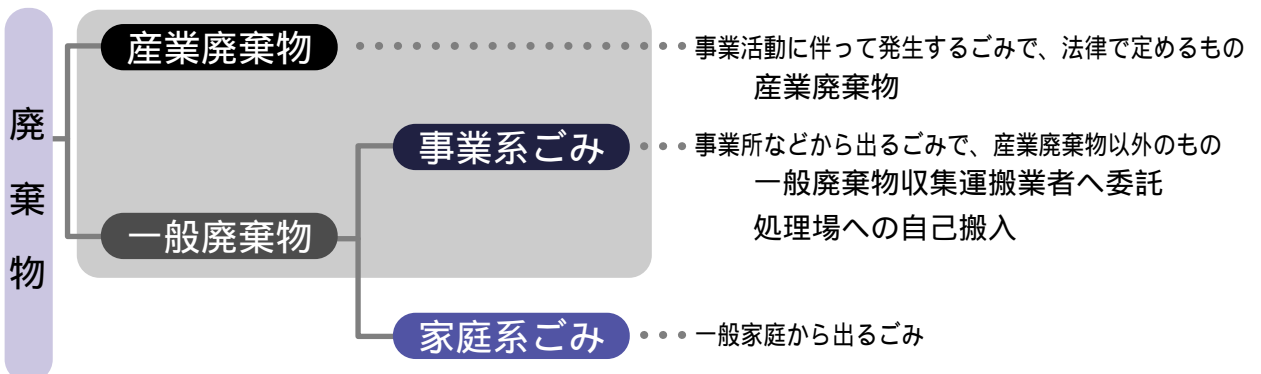 廃棄物
産業廃棄物
事業活動に伴って発生するごみで、法律で定めるもの
産業廃棄物
一般廃棄物
事業系ごみ
事業所などから出るごみで、産業廃棄物以外のもの
一般廃棄物収集運搬業者へ委託
処理場への自己搬入
家庭系ごみ
一般家庭から出るごみ